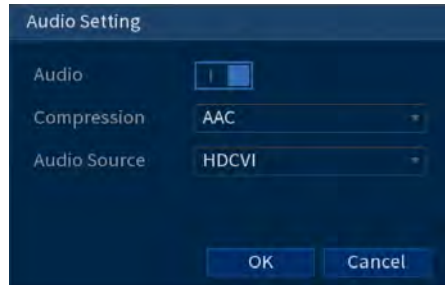 Audio Setting
Audio
Compression AAC
Audio Source HDCVI
OK Cancel